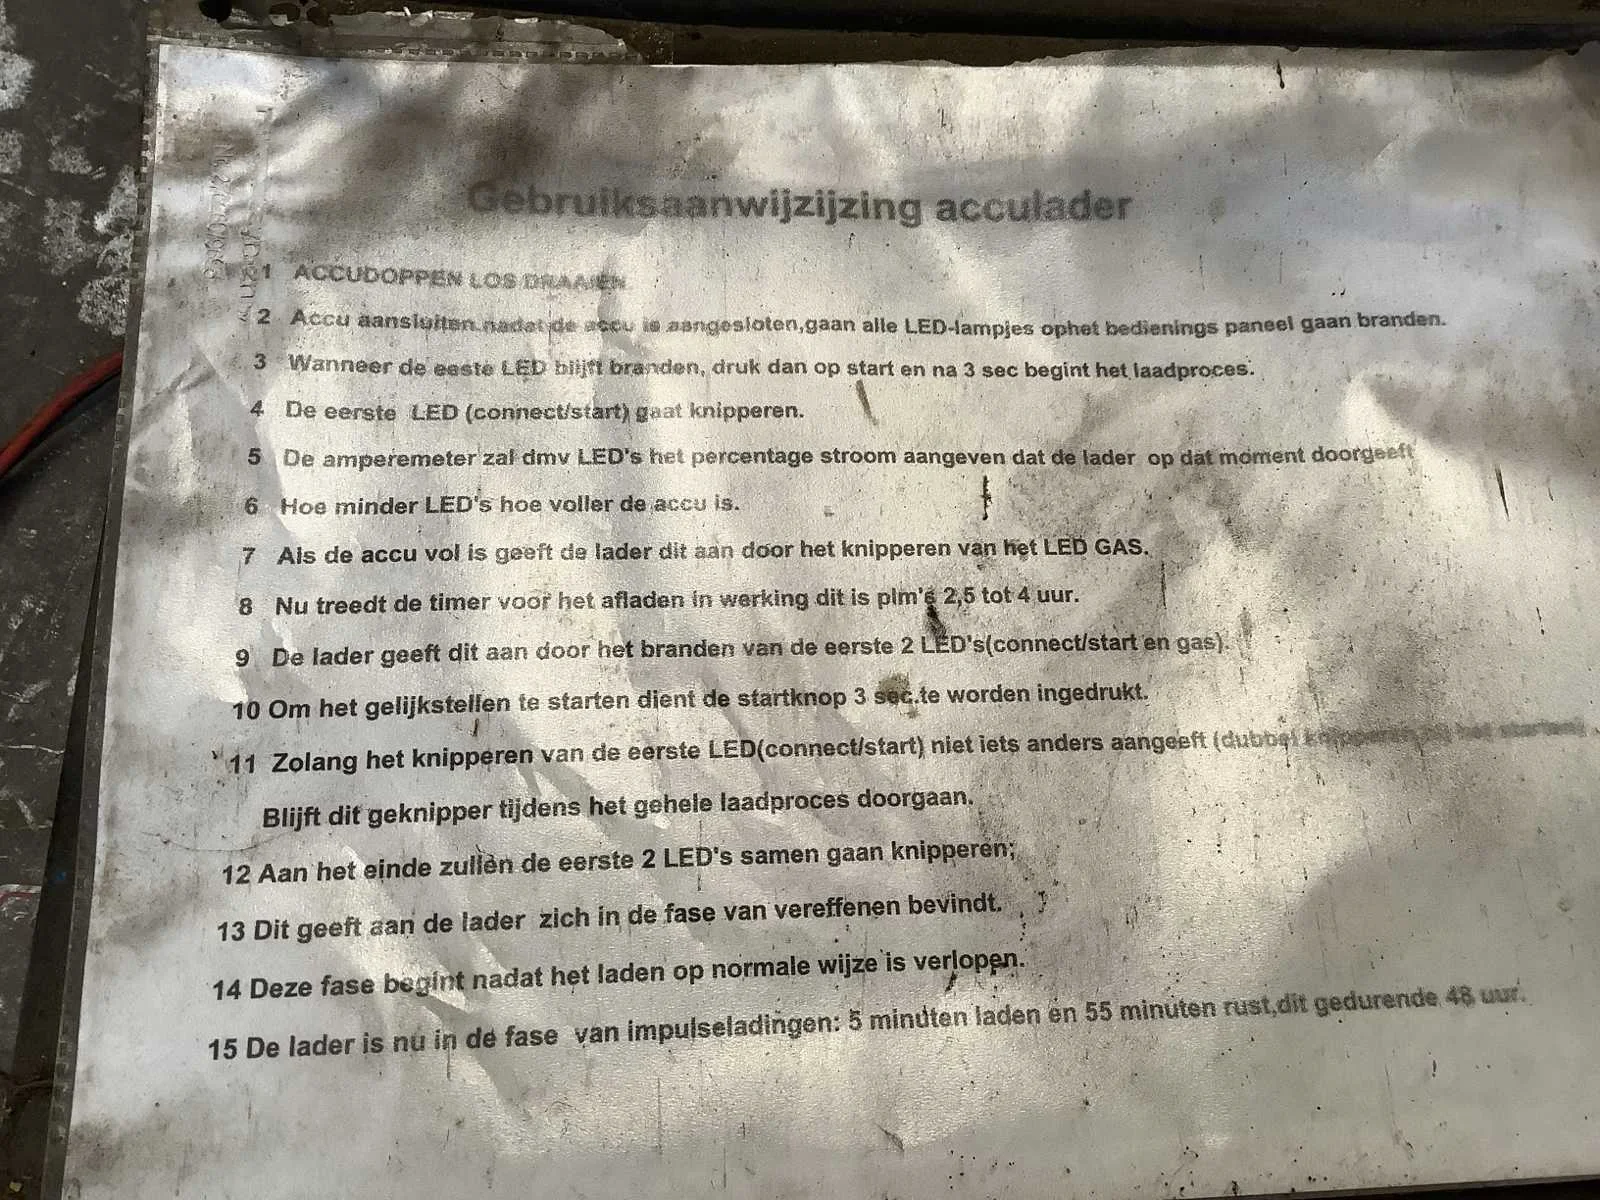 Gebruiksaanwijzijzing acculader
1 ACCUDOPPEN LOS DRAAIEN
2 Accu aansluiten.nadat de accu is aangesloten,gaan alle LED-lampjes ophet bedienings paneel gaan branden.
3 Wanneer de eeste LED blijft branden, druk dan op start en na 3 sec begint het laadproces.
4 De eerste LED (connect/start) gaat knipperen.
5 De amperemeter zal dmv LED's het percentage stroom aangeven dat de lader op dat moment doorgeeft
6 Hoe minder LED's hoe voller de accu is.
7 Als de accu vol is geeft de lader dit aan door het knipperen van het LED GAS.
8 Nu treedt de timer voor het afladen in werking dit is plm's 2,5 tot 4 uur.
9 De lader geeft dit aan door het branden van de eerste 2 LED's(connect/start en gas).
10 Om het gelijkstellen te starten dient de startknop 3 sec.te worden ingedrukt.
11 Zolang het knipperen van de eerste LED(connect/start) niet iets anders aangeeft (dubbel knipperen bij het starten)
Blijft dit geknipper tijdens het gehele laadproces doorgaan.
12 Aan het einde zullen de eerste 2 LED's samen gaan knipperen;
13 Dit geeft aan de lader zich in de fase van vereffenen bevindt.
14 Deze fase begint nadat het laden op normale wijze is verlopen.
15 De lader is nu in de fase van impulseladingen: 5 minuten laden en 55 minuten rust,dit gedurende 48 uur.